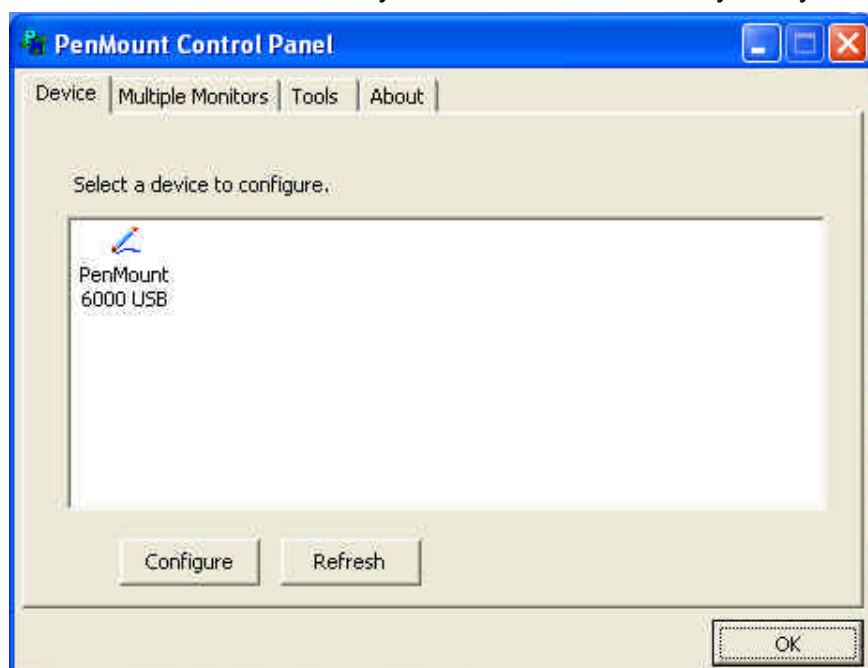 PenMount Control Panel
Device Multiple Monitors Tools About
Select a device to configure.
PenMount
6000 USB
Configure Refresh
OK